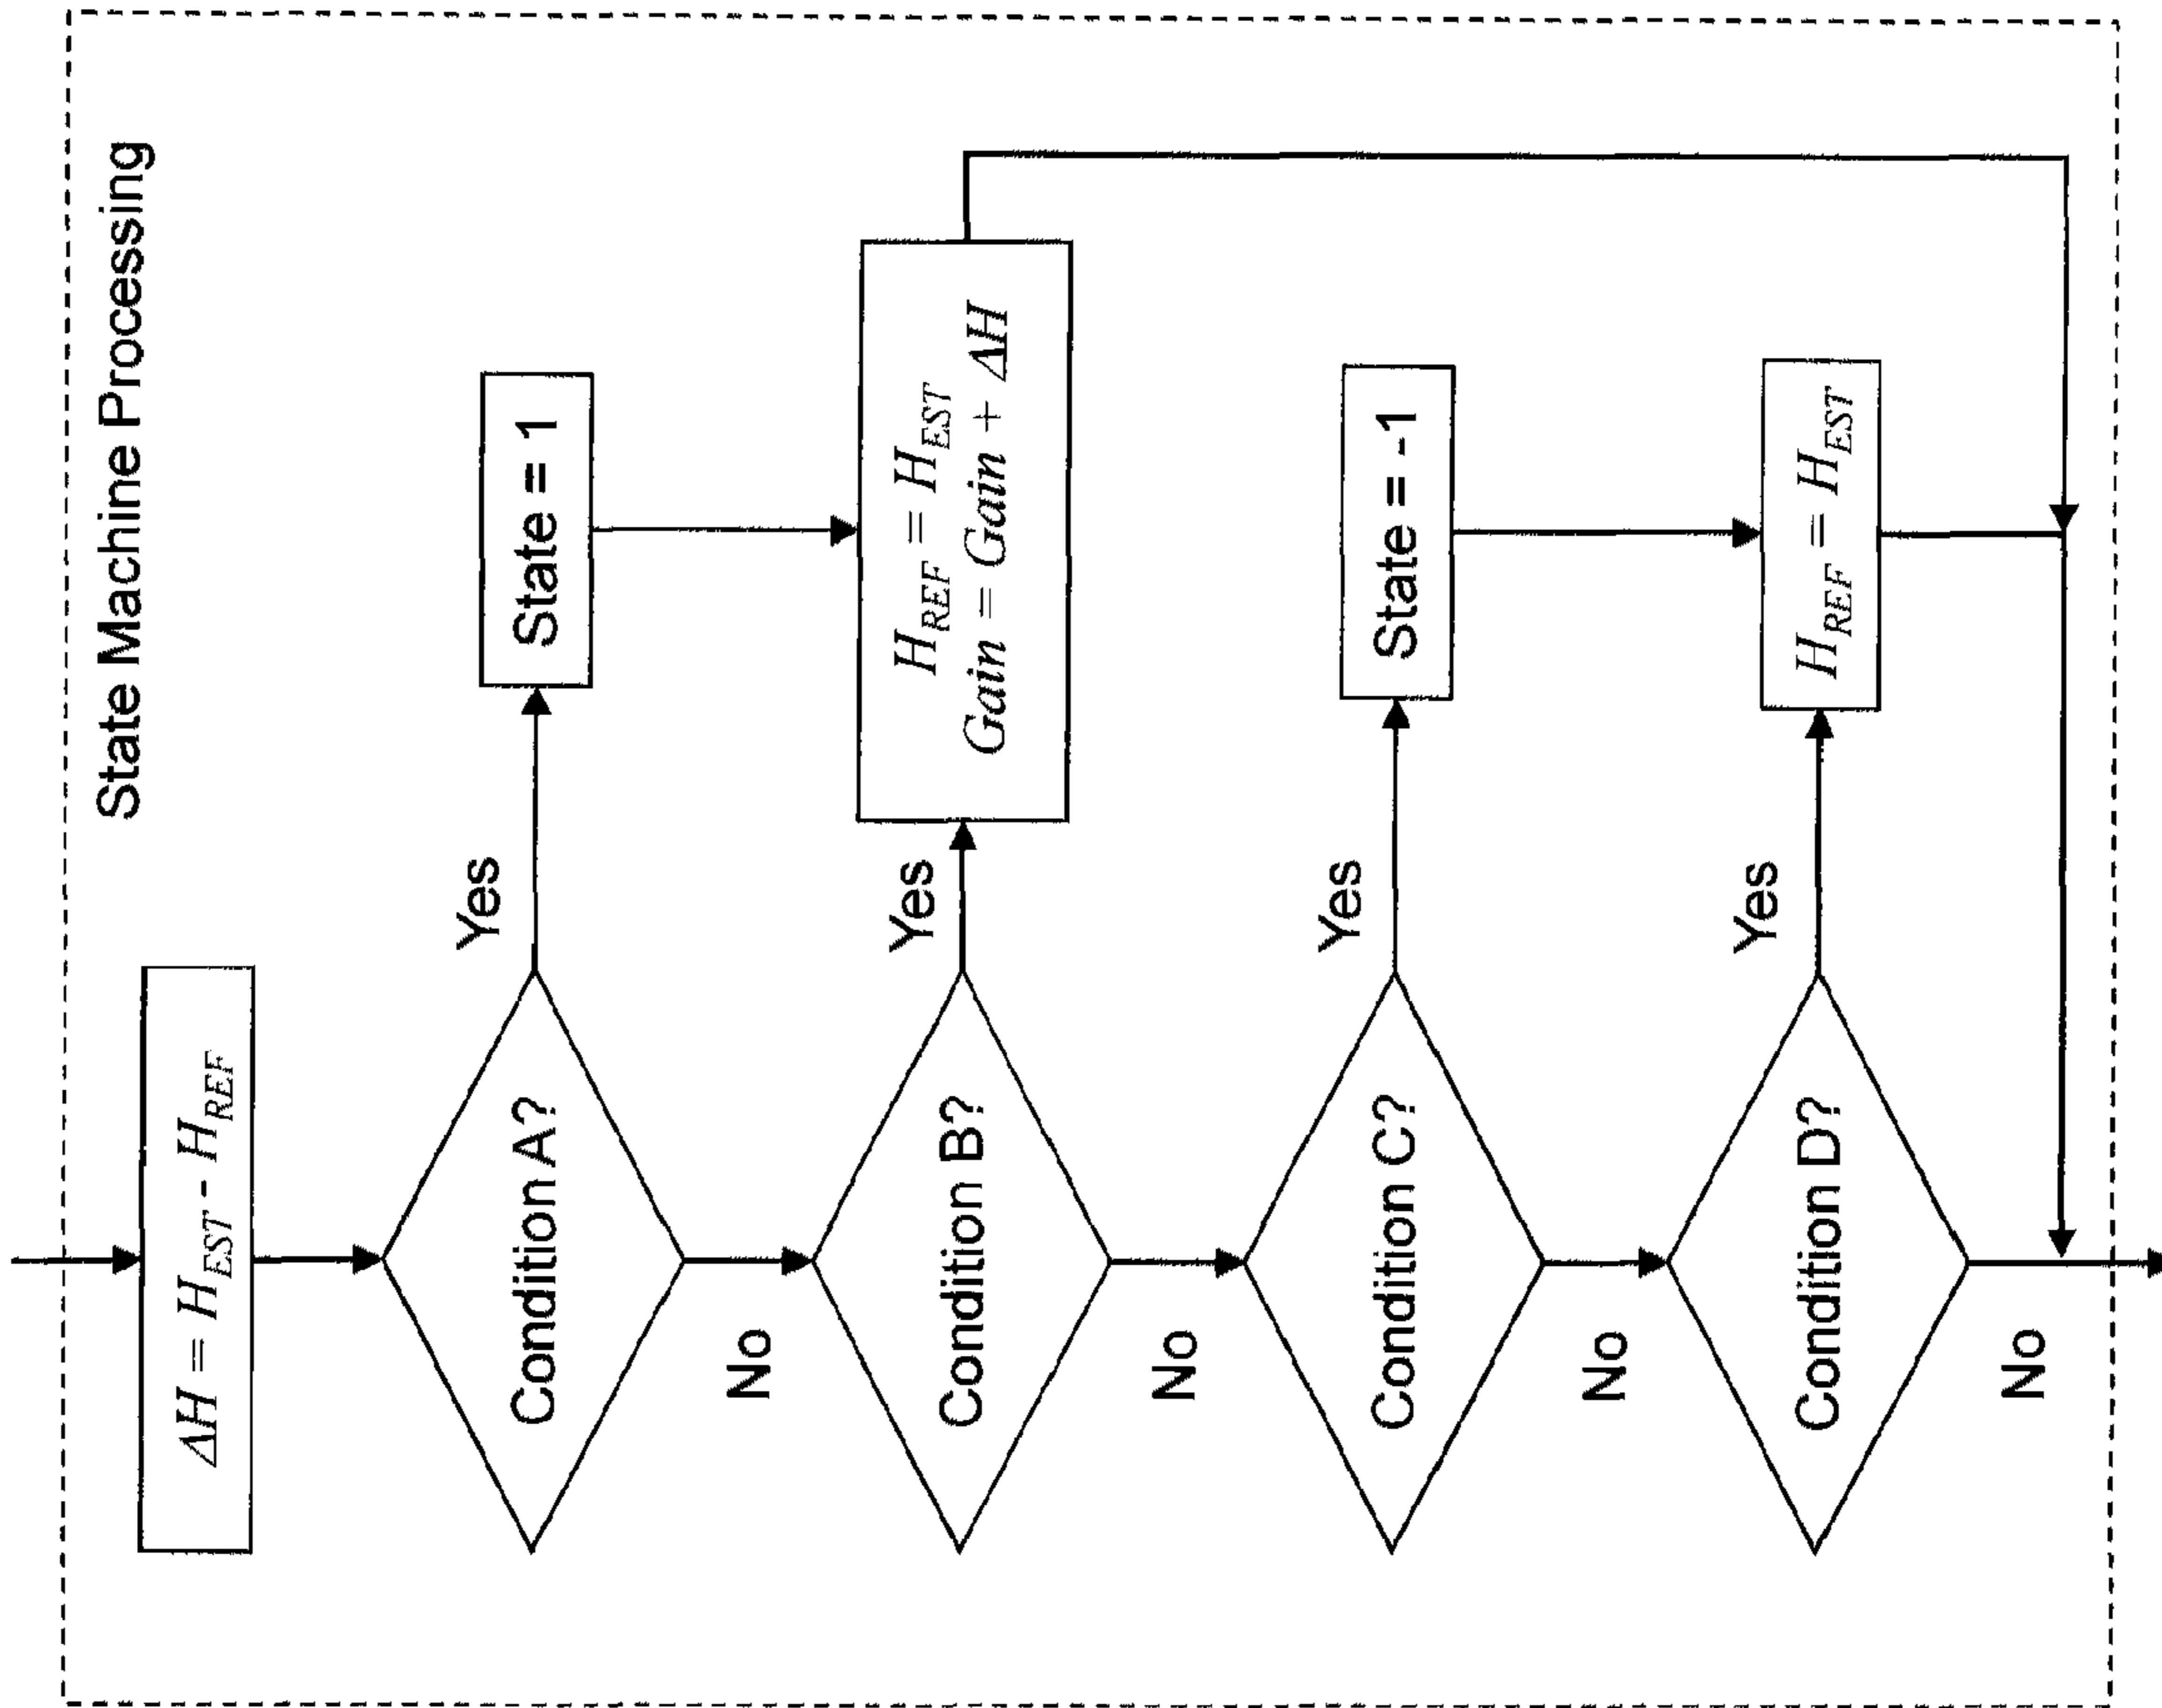 State Machine Processing
ΔH = H_EST - H_REF
Condition A?
Yes
State = 1
No
Condition B?
Yes
H_REF = H_EST
Gain = Gain + ΔH
No
Condition C?
Yes
State = -1
No
Condition D?
Yes
H_REF = H_EST
No